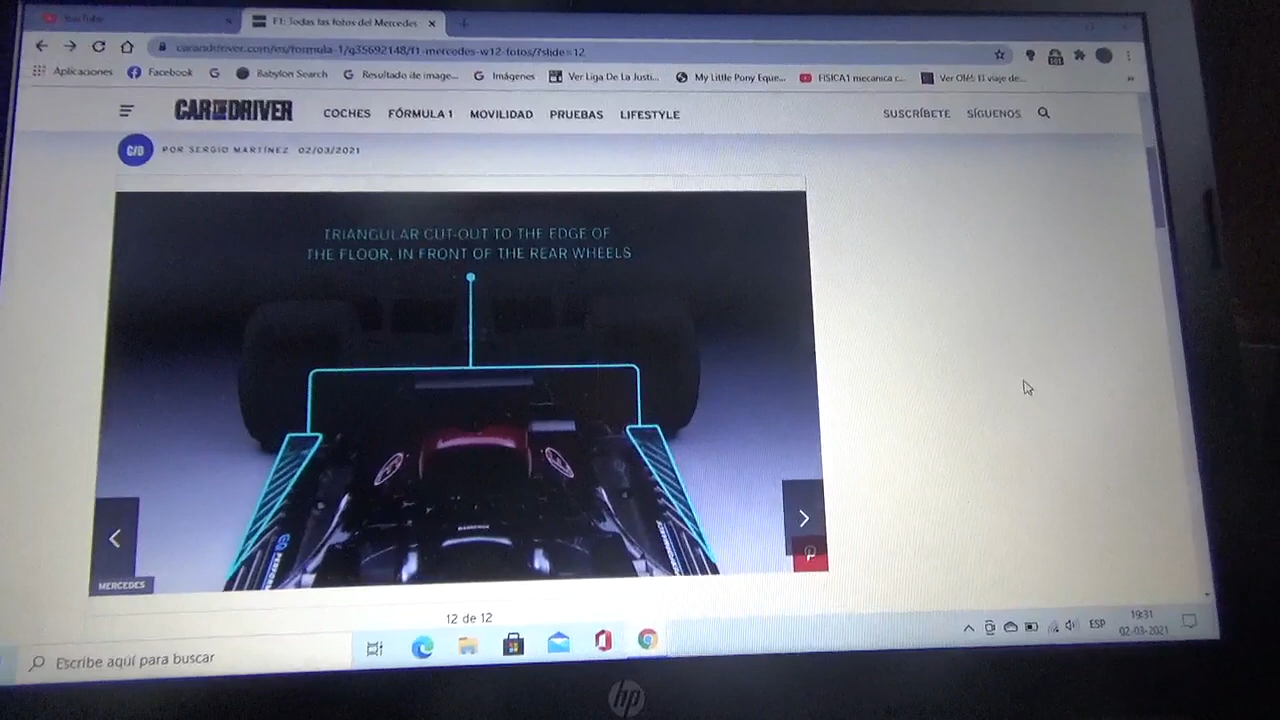 YouTube
F1: Todas las fotos del Mercedes
caranddriver.com/es/formula-1/g35692148/f1-mercedes-w12-fotos/?slide=12
Aplicaciones
Facebook
Babylon Search
Resultado de image...
Imágenes
Ver Liga De La Justi...
My Little Pony Eque...
FISICA1 mecanica c...
Ver Olé: El viaje de...
CAR AND DRIVER
COCHES
FÓRMULA 1
MOVILIDAD
PRUEBAS
LIFESTYLE
SUSCRÍBETE
SÍGUENOS
C/D
POR SERGIO MARTÍNEZ 02/03/2021
TRIANGULAR CUT-OUT TO THE EDGE OF
THE FLOOR, IN FRONT OF THE REAR WHEELS
MERCEDES
12 de 12
Escribe aquí para buscar
ESP
19:31
02-03-2021
hp